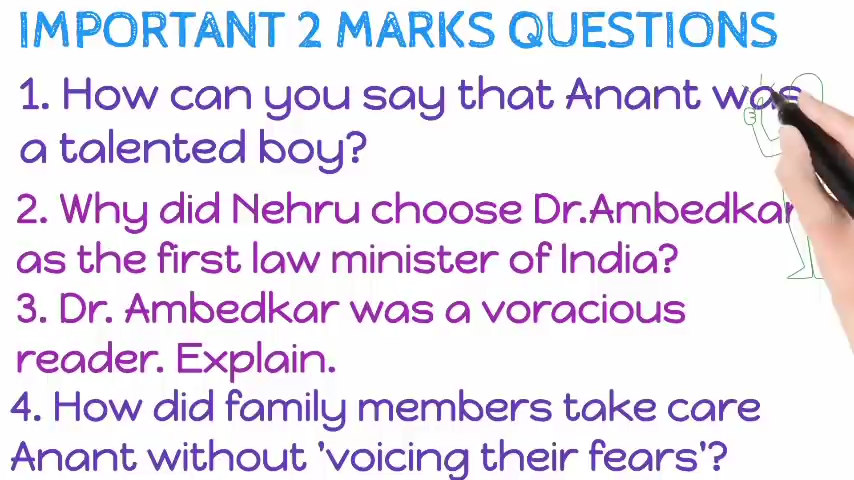 IMPORTANT 2 MARKS QUESTIONS
1. How can you say that Anant was
a talented boy?
2. Why did Nehru choose Dr.Ambedkar
as the first law minister of India?
3. Dr. Ambedkar was a voracious
reader. Explain.
4. How did family members take care
Anant without 'voicing their fears'?